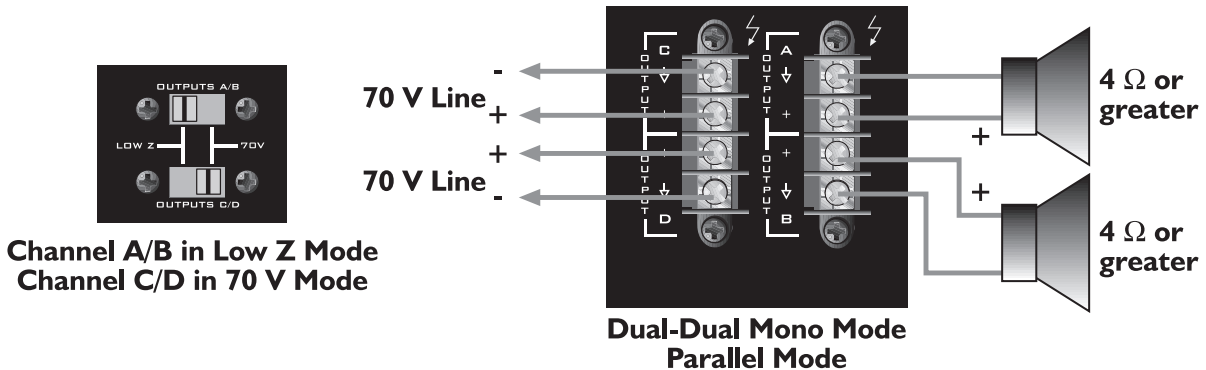 OUTPUTS A/B
LOW Z
70V
OUTPUTS C/D
Channel A/B in Low Z Mode
Channel C/D in 70 V Mode
-
70 V Line
+
+
70 V Line
-
C
OUTPUT
+
+
OUTPUT
D
A
OUTPUT
+
+
OUTPUT
B
Dual-Dual Mono Mode
Parallel Mode
4 Ω or
greater
+
+
4 Ω or
greater